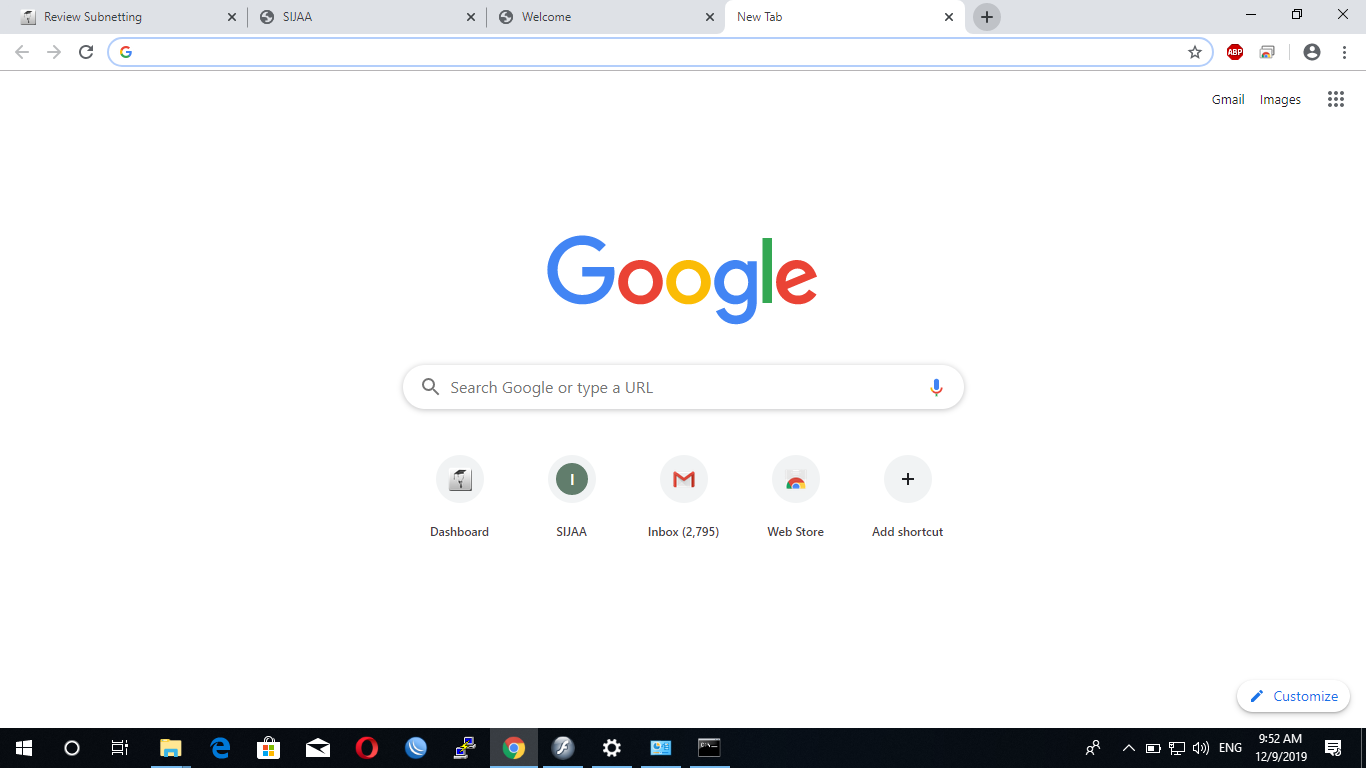 Review Subnetting
SIJAA
Welcome
New Tab
ABP
Gmail Images
Google
Search Google or type a URL
I
Dashboard SIJAA Inbox (2,795) Web Store Add shortcut
Customize
ENG
9:52 AM
12/9/2019